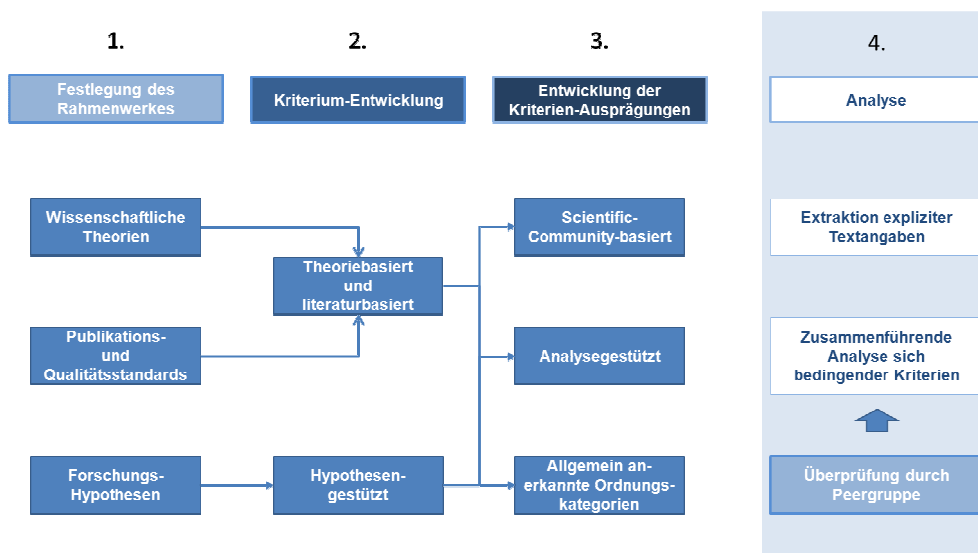 1.
Festlegung des
Rahmenwerkes
Wissenschaftliche
Theorien
Publikations-
und
Qualitätsstandards
Forschungs-
Hypothesen
2.
Kriterium-Entwicklung
Theoriebasiert
und
literaturbasiert
Hypothesen-
gestützt
3.
Entwicklung der
Kriterien-Ausprägungen
Scientific-
Community-basiert
Analysegestützt
Allgemein an-
erkannte Ordnungs-
kategorien
4.
Analyse
Extraktion expliziter
Textangaben
Zusammenführende
Analyse sich
bedingender Kriterien
Überprüfung durch
Peergruppe